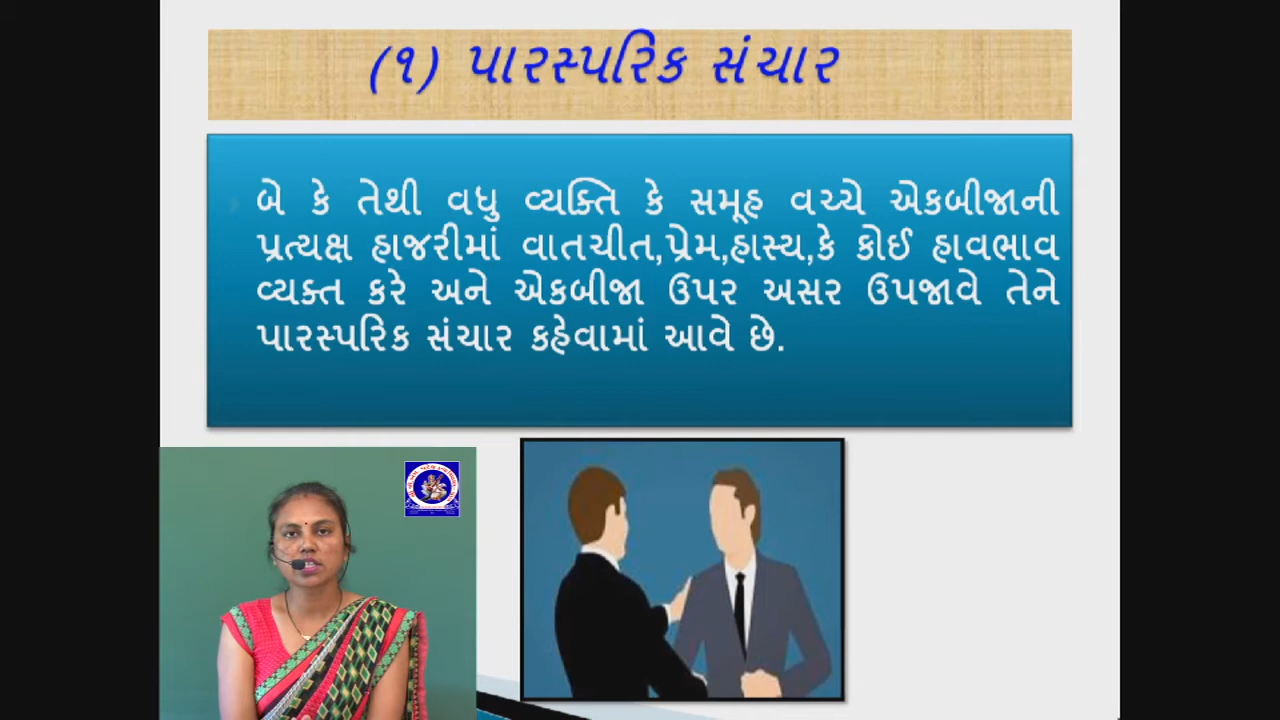 (૧) પારસ્પરિક સંચાર
બે કે તેથી વધુ વ્યક્તિ કે સમૂહ વચ્ચે એકબીજાની
પ્રત્યક્ષ હાજરીમાં વાતચીત,પ્રેમ,હાસ્ય,કે કોઈ હાવભાવ
વ્યક્ત કરે અને એકબીજા ઉપર અસર ઉપજાવે તેને
પારસ્પરિક સંચાર કહેવામાં આવે છે.